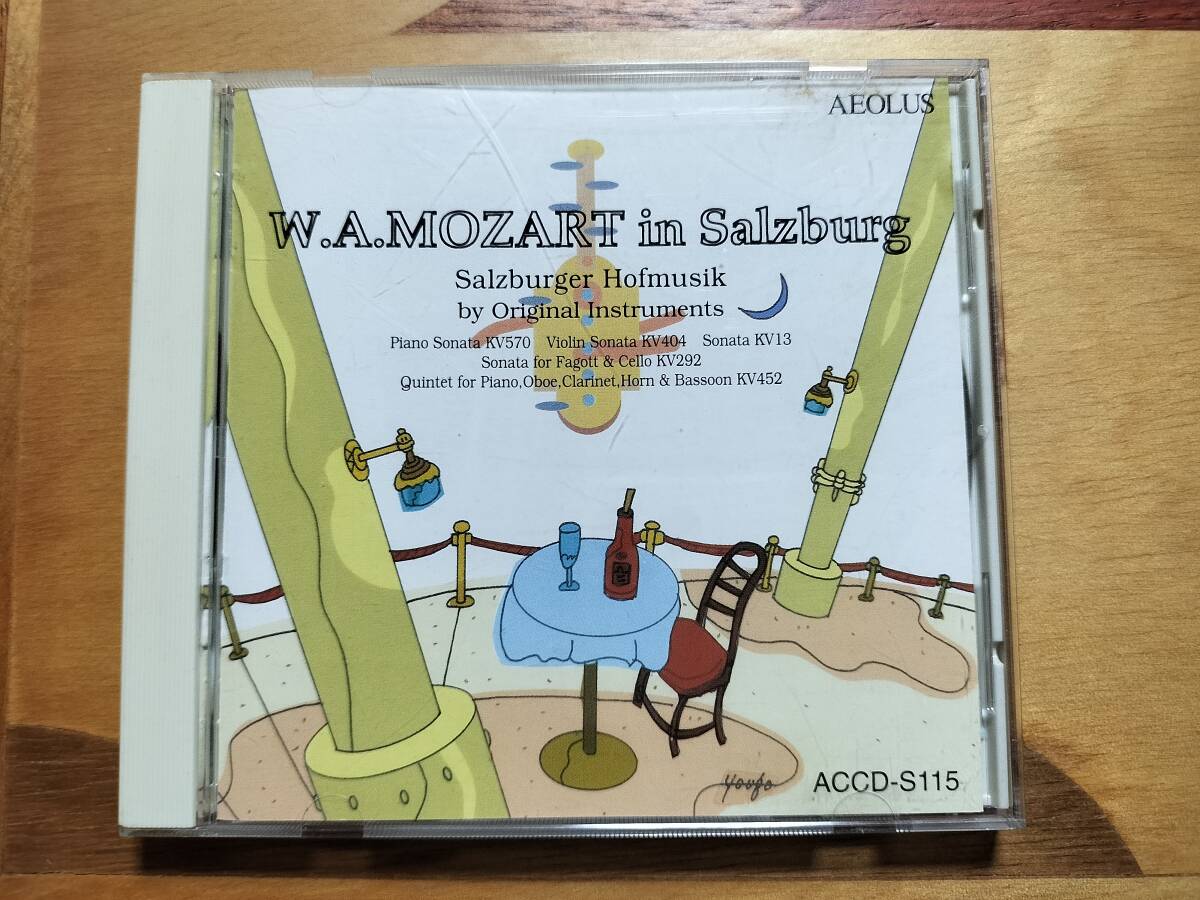 AEOLUS
W.A.MOZART in Salzburg
Salzburger Hofmusik
by Original Instruments
Piano Sonata KV570 Violin Sonata KV404 Sonata KV13
Sonata for Fagott & Cello KV292
Quintet for Piano,Oboe,Clarinet,Horn & Bassoon KV452
ACCD-S115